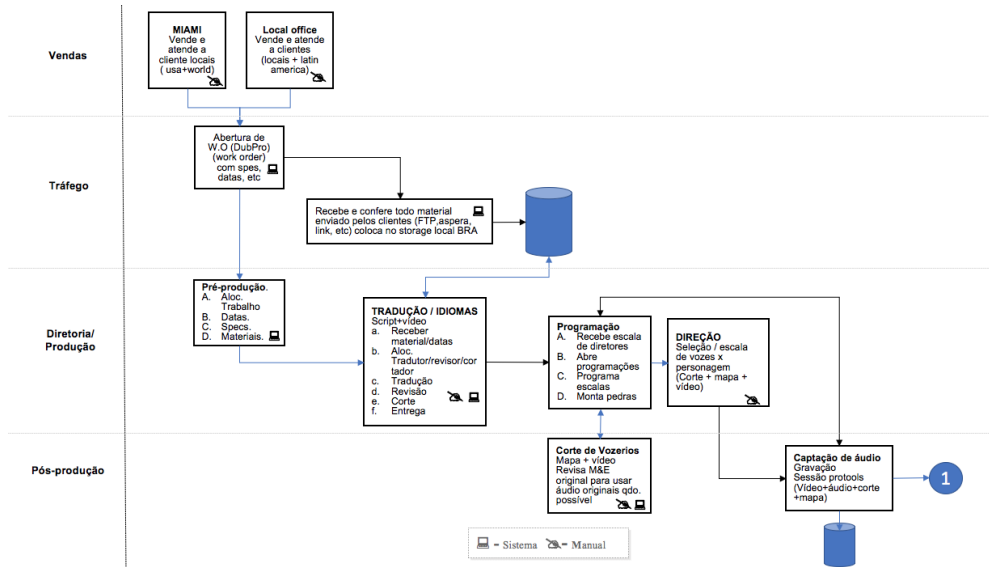 Vendas
MIAMI
Vende e
atende a
cliente locais
( usa+world)
Local office
Vende e atende
a clientes
(locais + latin
america)
Tráfego
Abertura de
W.O (DubPro)
(work order)
com spes,
datas, etc
Recebe e confere todo material
enviado pelos clientes (FTP,aspera,
link, etc) coloca no storage local BRA
Diretoria/
Produção
Pré-produção.
A. Aloc.
Trabalho
B. Datas.
C. Specs.
D. Materiais.
TRADUÇÃO / IDIOMAS
Script+vídeo
a. Receber
material/datas
b. Aloc.
Tradutor/revisor/cor
tador
c. Tradução
d. Revisão
e. Corte
f. Entrega
Programação
A. Recebe escala
de diretores
B. Abre
programações
C. Programa
escalas
D. Monta pedras
DIREÇÃO
Seleção / escala
de vozes x
personagem
(Corte + mapa +
vídeo)
Pós-produção
Corte de Vozerios
Mapa + vídeo
Revisa M&E
original para usar
áudio originais qdo.
possível
Captação de áudio
Gravação
Sessão protools
(Vídeo+áudio+corte
+mapa)
1
= Sistema = Manual